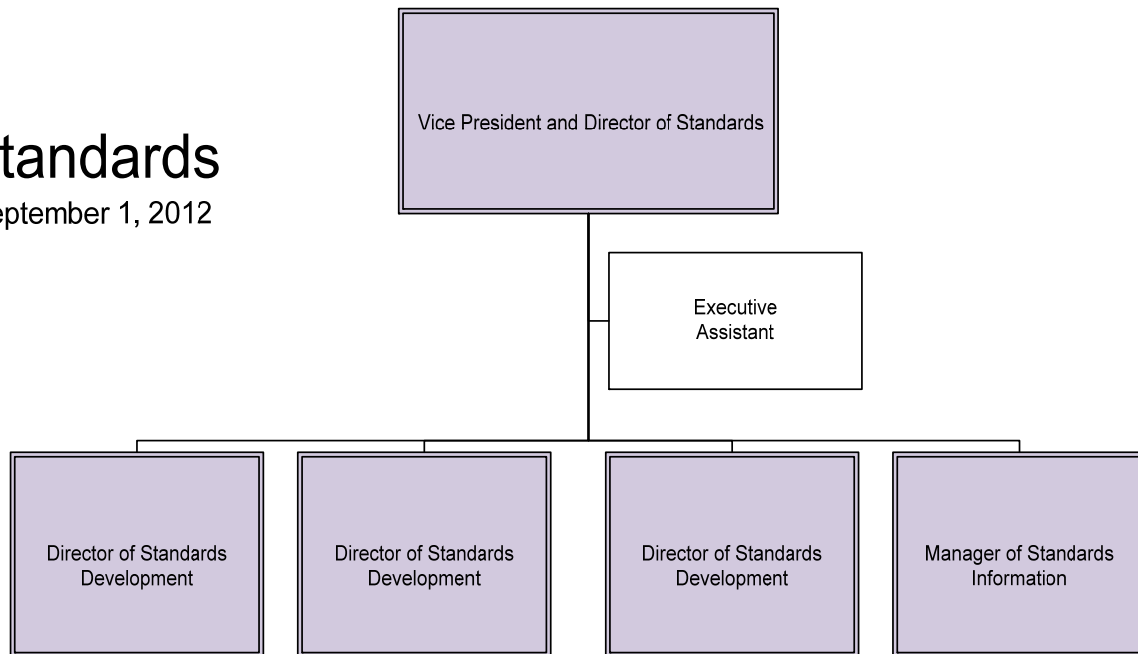 Vice President and Director of Standards
tandards
eptember 1, 2012
Executive
Assistant
Director of Standards
Development
Director of Standards
Development
Director of Standards
Development
Manager of Standards
Information